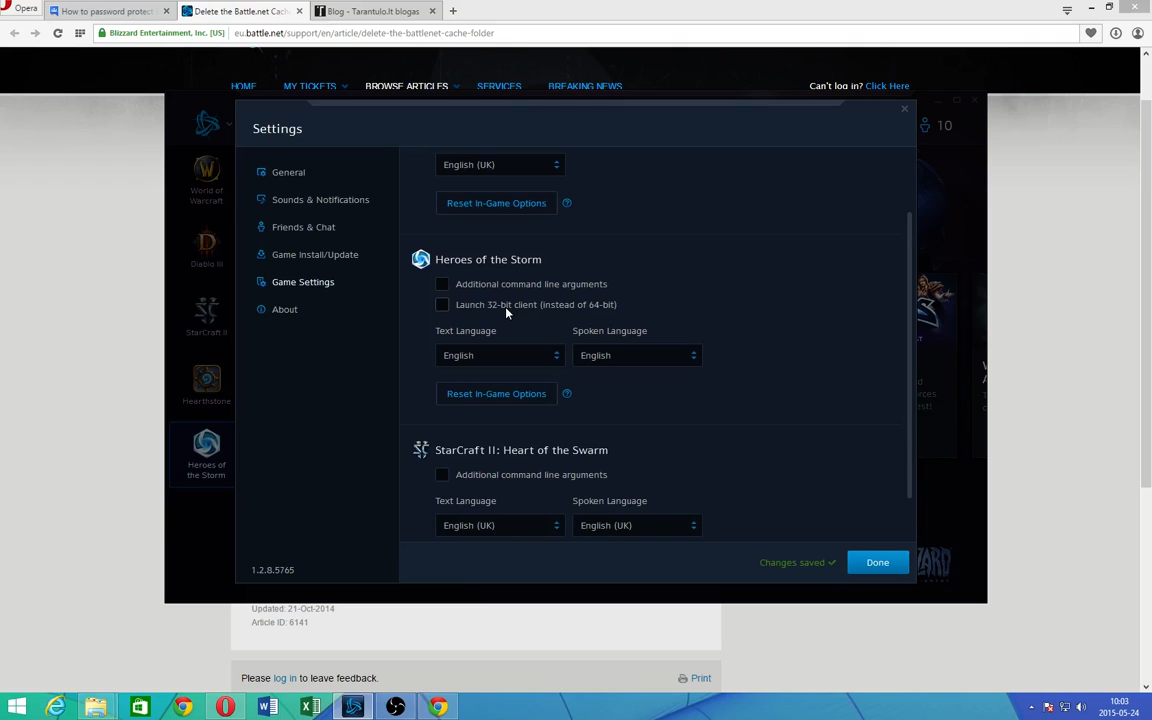 Opera
How to password protect
Delete the Battle.net Cach
Blog - Tarantulo.lt blogas
Blizzard Entertainment, Inc. [US]
eu.battle.net/support/en/article/delete-the-battlenet-cache-folder
HOME
MY TICKETS
BROWSE ARTICLES
SERVICES
BREAKING NEWS
Can't log in? Click Here
Settings
10
World of
Warcraft
Diablo III
StarCraft II
Hearthstone
Heroes of
the Storm
General
Sounds & Notifications
Friends & Chat
Game Install/Update
Game Settings
About
1.2.8.5765
English (UK)
Reset In-Game Options
Heroes of the Storm
Additional command line arguments
Launch 32-bit client (instead of 64-bit)
Text Language
Spoken Language
English
English
Reset In-Game Options
StarCraft II: Heart of the Swarm
Additional command line arguments
Text Language
Spoken Language
English (UK)
English (UK)
Changes saved
Done
Updated: 21-Oct-2014
Article ID: 6141
Please log in to leave feedback.
Print
10:03
2015-05-24